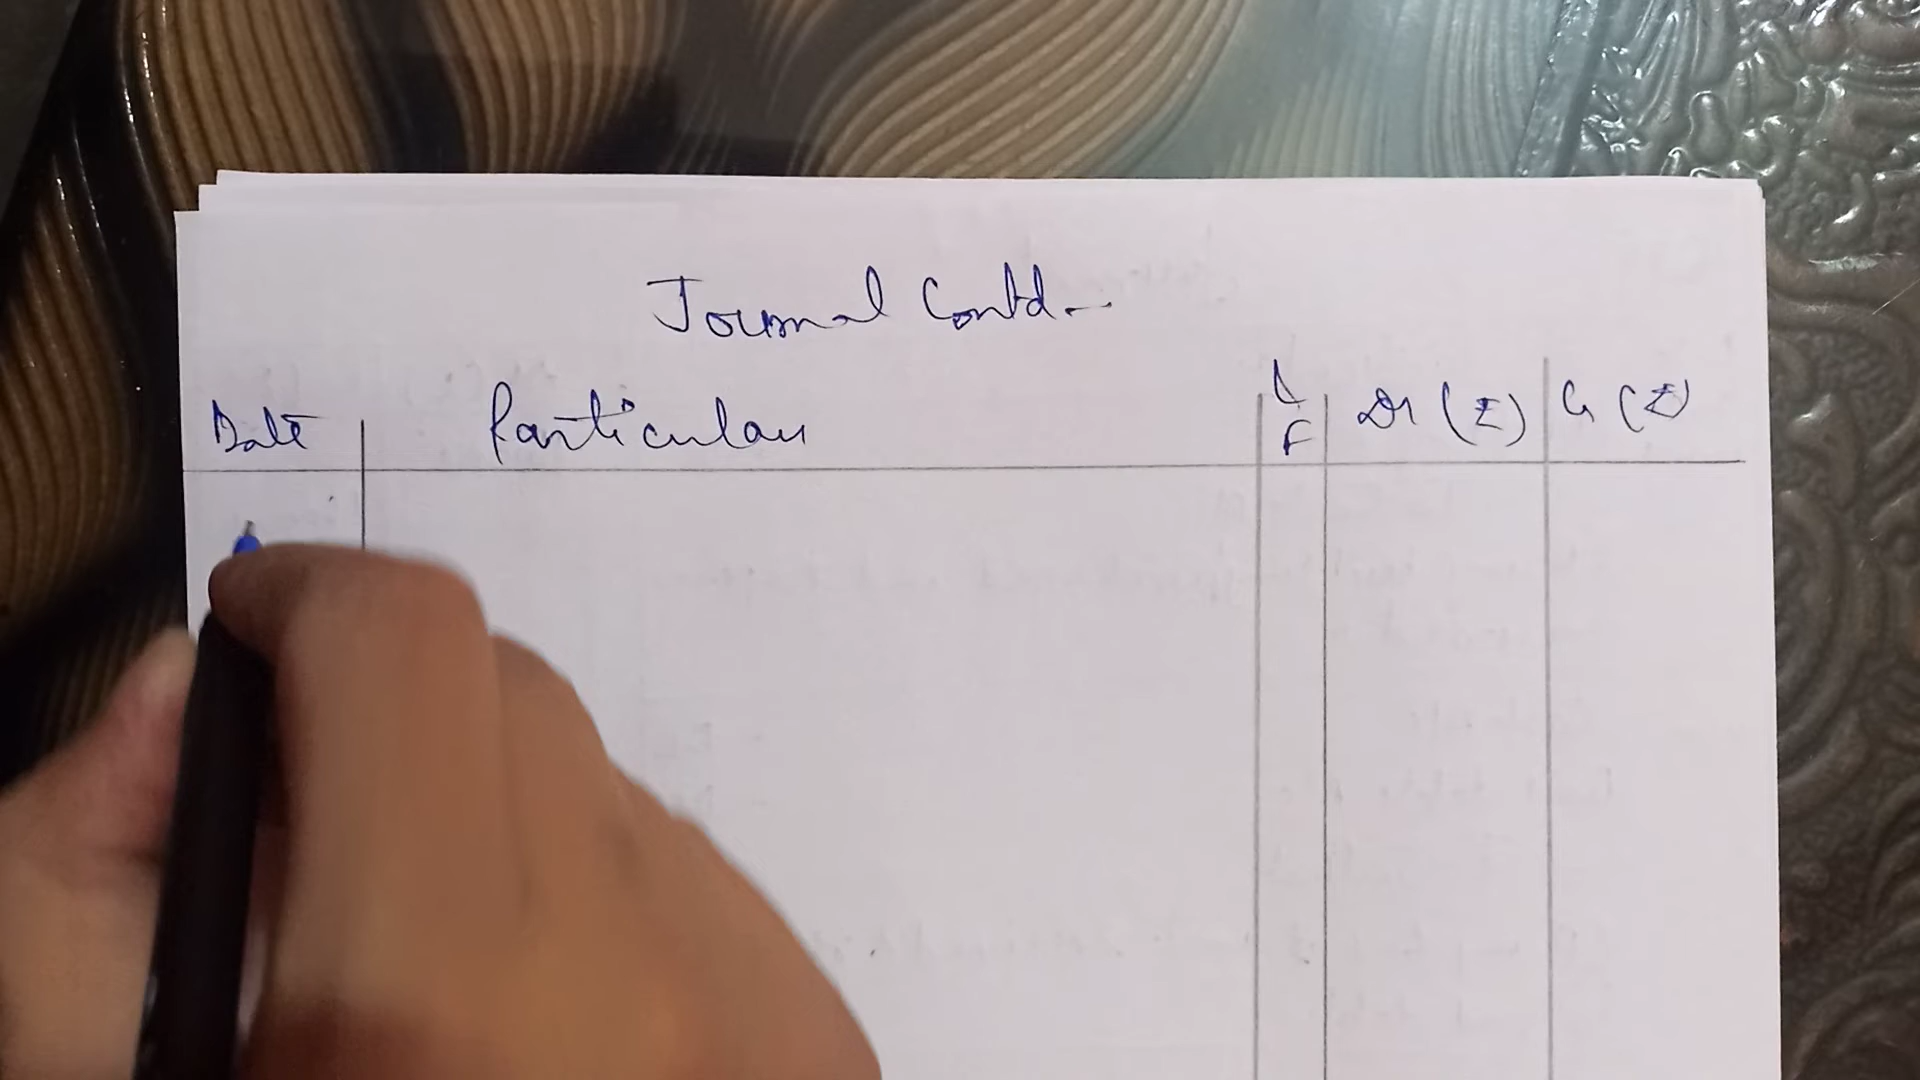 Journal Contd-
Date Particulars L F Dr (₹) Cr (₹)